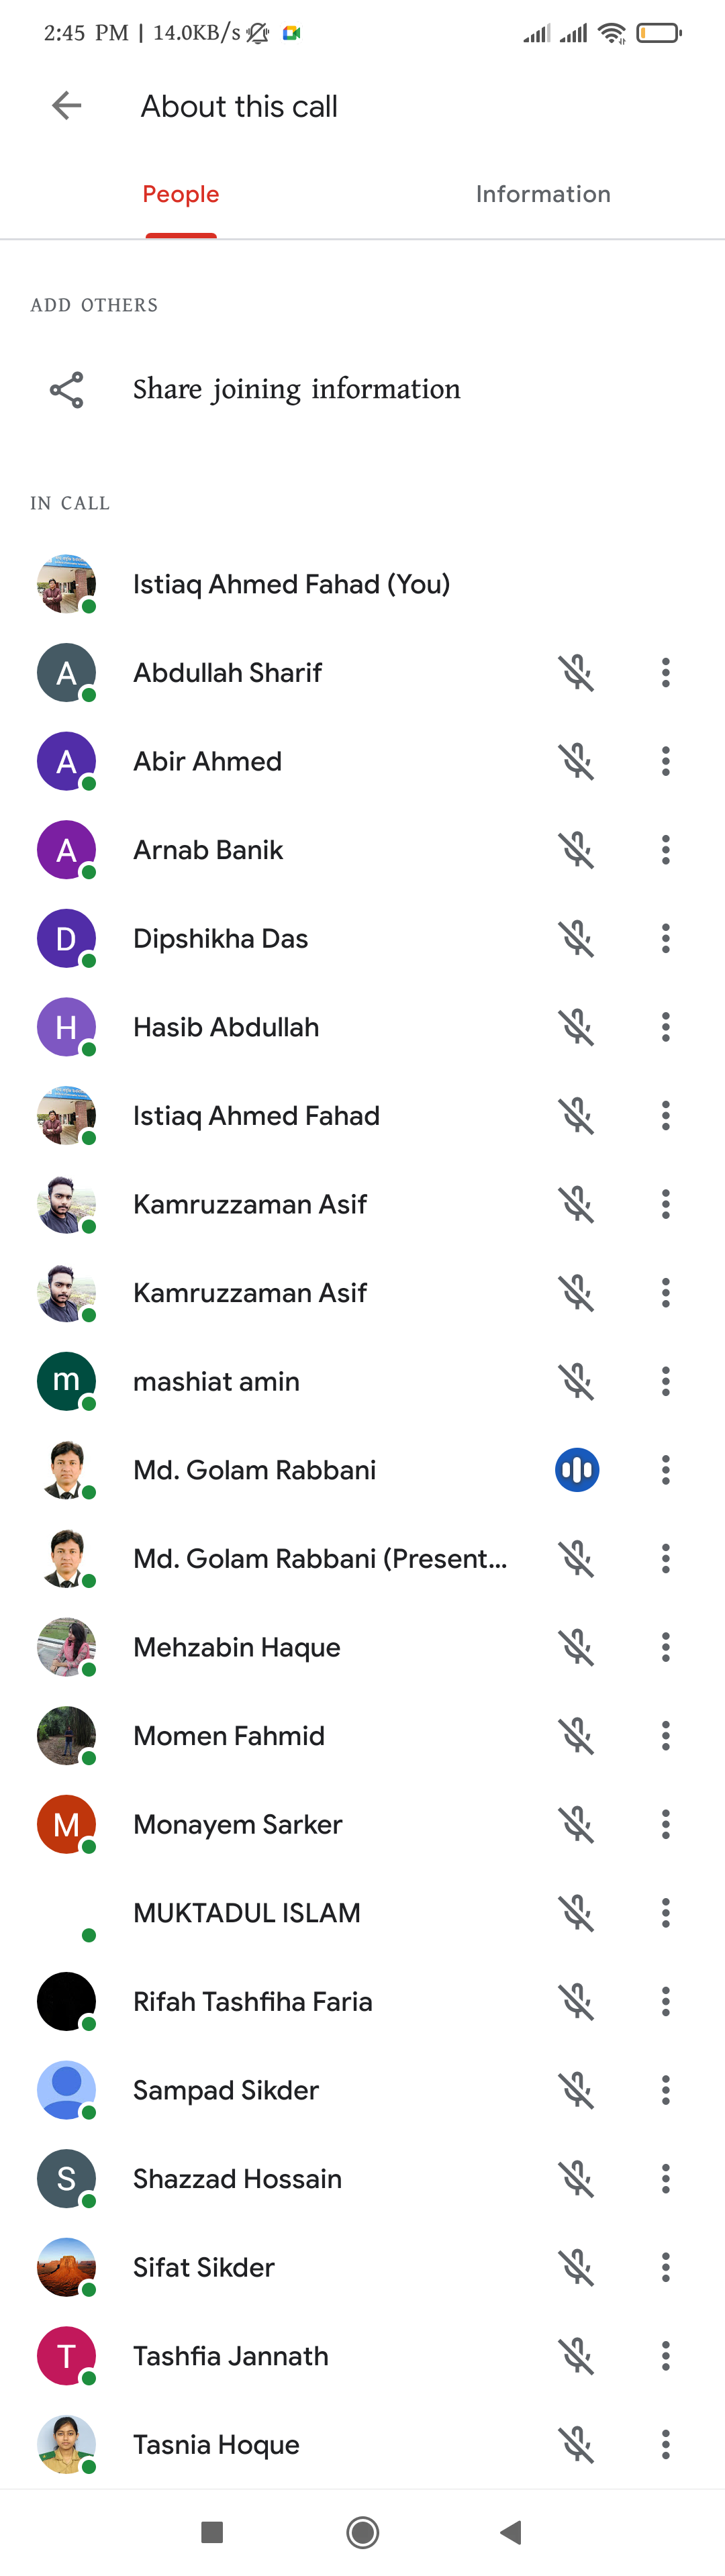 2:45 PM | 14.0KB/s
About this call
People Information
ADD OTHERS
Share joining information
IN CALL
Istiaq Ahmed Fahad (You)
A Abdullah Sharif
A Abir Ahmed
A Arnab Banik
D Dipshikha Das
H Hasib Abdullah
Istiaq Ahmed Fahad
Kamruzzaman Asif
Kamruzzaman Asif
m mashiat amin
Md. Golam Rabbani
Md. Golam Rabbani (Present...
Mehzabin Haque
Momen Fahmid
M Monayem Sarker
MUKTADUL ISLAM
Rifah Tashfiha Faria
Sampad Sikder
S Shazzad Hossain
Sifat Sikder
T Tashfia Jannath
Tasnia Hoque